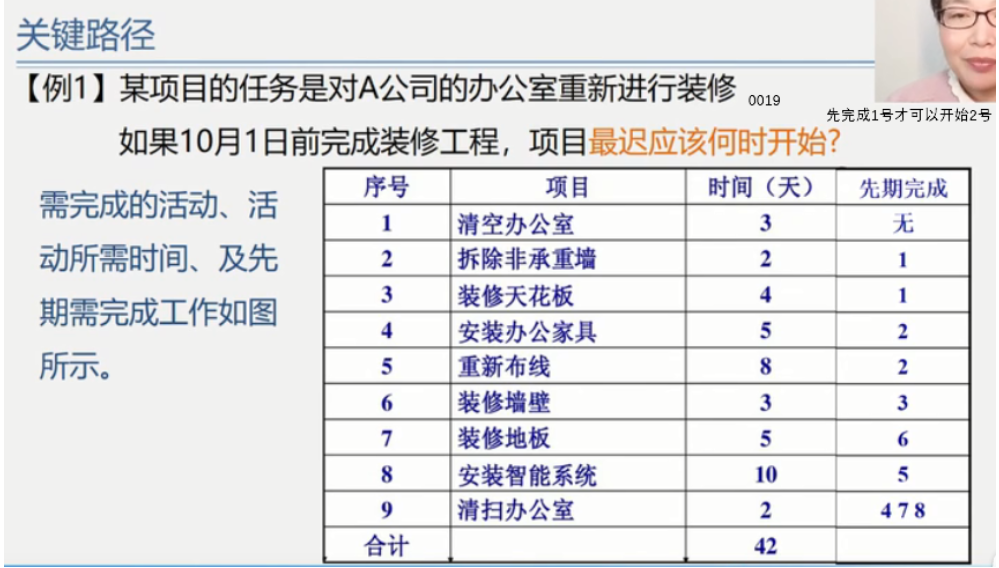 关键路径
【例1】某项目的任务是对A公司的办公室重新进行装修
0019
先完成1号才可以开始2号
如果10月1日前完成装修工程，项目最迟应该何时开始?
需完成的活动、活
动所需时间、及先
期需完成工作如图
所示。
序号 项目 时间（天） 先期完成
1 清空办公室 3 无
2 拆除非承重墙 2 1
3 装修天花板 4 1
4 安装办公家具 5 2
5 重新布线 8 2
6 装修墙壁 3 3
7 装修地板 5 6
8 安装智能系统 10 5
9 清扫办公室 2 4 7 8
合计 42